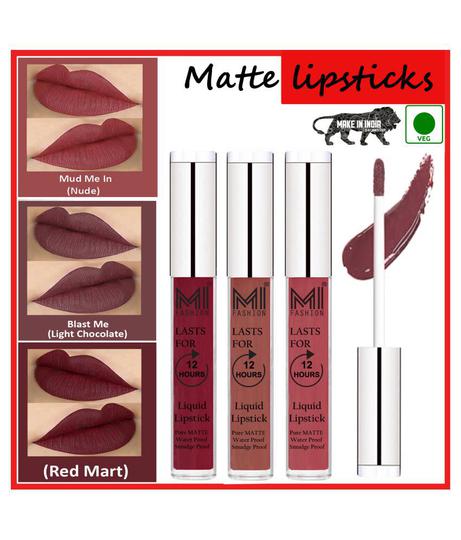 Matte lipsticks
MAKE IN INDIA
VEG
Mud Me In
(Nude)
Blast Me
(Light Chocolate)
(Red Mart)
MI
FASHION
LASTS
FOR
12
HOURS
Liquid
Lipstick
Pure MATTE
Water Proof
Smudge Proof
MI
FASHION
LASTS
FOR
12
HOURS
Liquid
Lipstick
Pure MATTE
Water Proof
Smudge Proof
MI
FASHION
LASTS
FOR
12
HOURS
Liquid
Lipstick
Pure MATTE
Water Proof
Smudge Proof